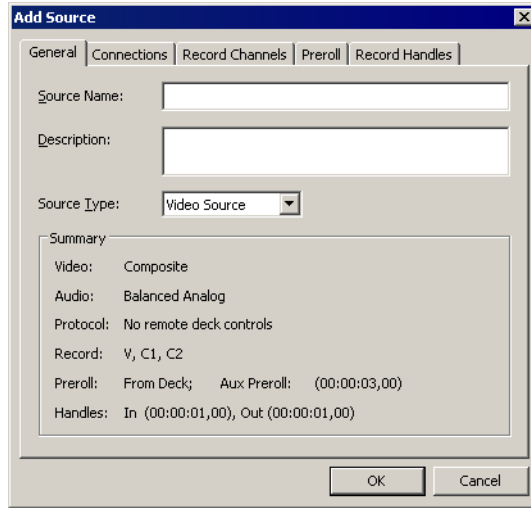 Add Source
General Connections Record Channels Preroll Record Handles
Source Name:
Description:
Source Type: Video Source
Summary
Video: Composite
Audio: Balanced Analog
Protocol: No remote deck controls
Record: V, C1, C2
Preroll: From Deck; Aux Preroll: (00:00:03,00)
Handles: In (00:00:01,00), Out (00:00:01,00)
OK Cancel